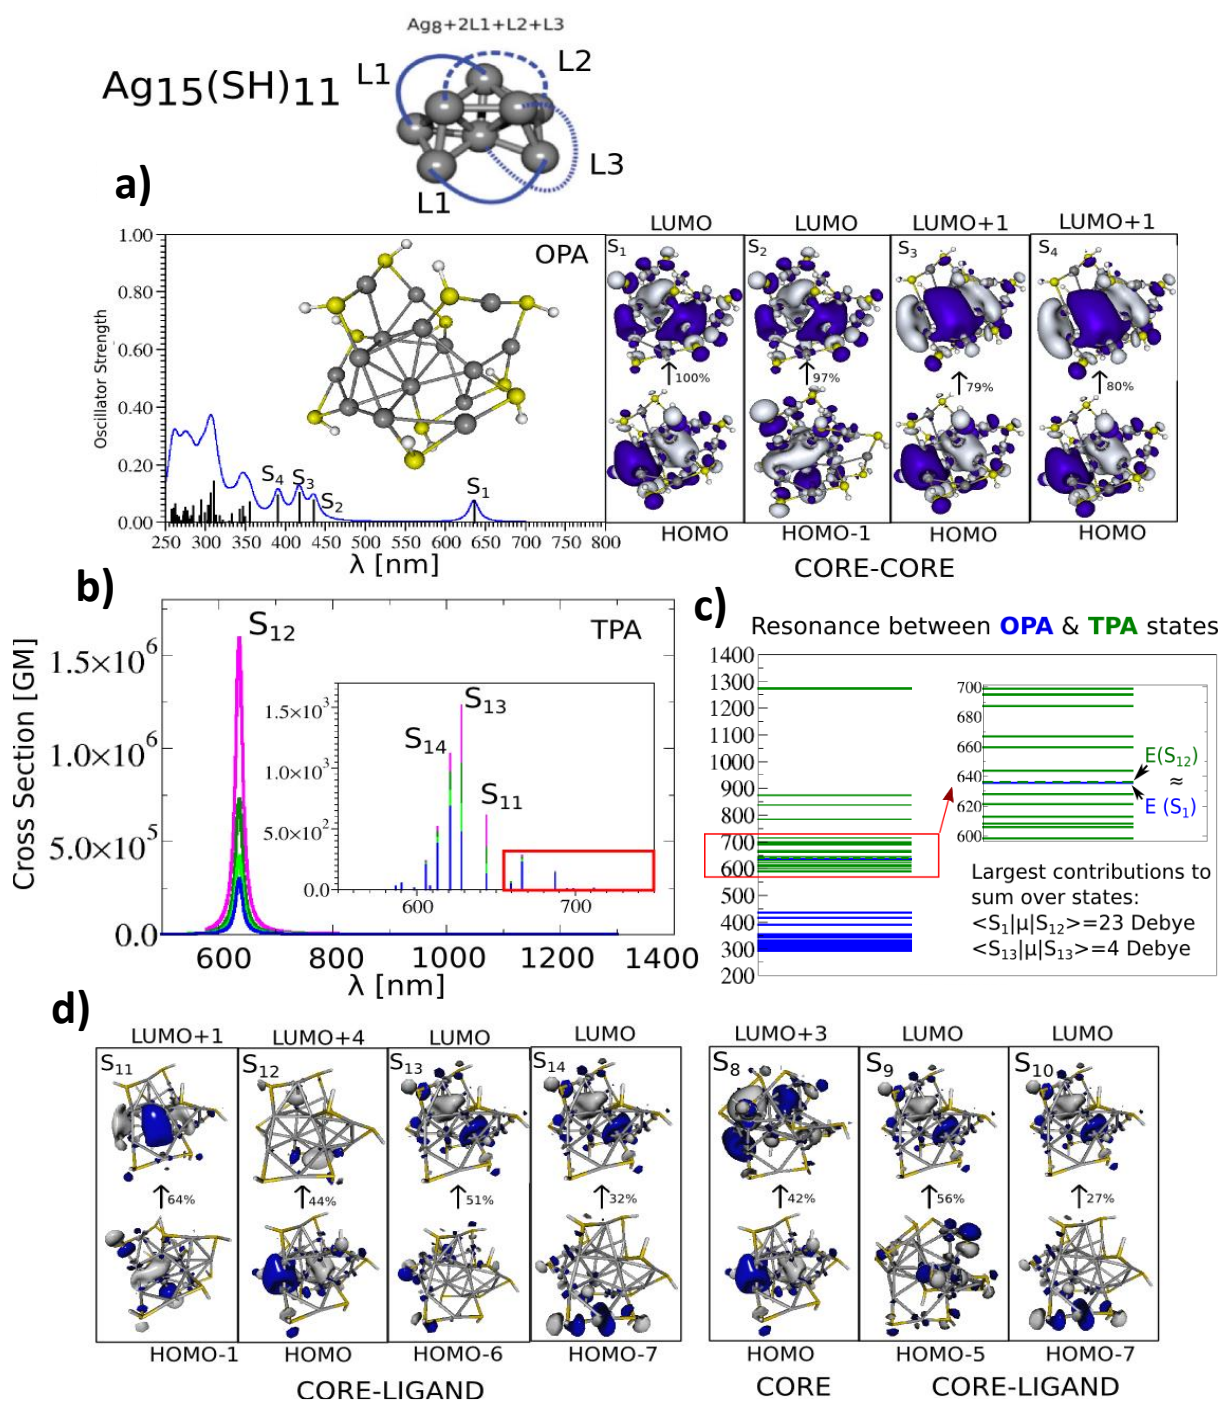 Ag8+2L1+L2+L3
Ag15(SH)11
L1
L2
L3
L1
a)
OPA
Oscillator Strength
1.00
0.80
0.60
0.40
0.20
0.00
S4
S3
S2
S1
250 300 350 400 450 500 550 600 650 700 750 800
λ [nm]
LUMO LUMO LUMO+1 LUMO+1
S1 S2 S3 S4
100% 97% 79% 80%
HOMO HOMO-1 HOMO HOMO
CORE-CORE
b)
TPA
Cross Section [GM]
1.5×10^6
1.0×10^6
5.0×10^5
0.0
S12
1.5×10^3
1.0×10^3
5.0×10^2
0.0
S14
S13
S11
600 700
600 800 1000 1200 1400
λ [nm]
c)
Resonance between OPA & TPA states
1400
1300
1200
1100
1000
900
800
700
600
500
400
300
200
700
680
660
640
620
600
E(S12)
≈
E (S1)
Largest contributions to
sum over states:
<S1|μ|S12>=23 Debye
<S13|μ|S13>=4 Debye
d)
LUMO+1 LUMO+4 LUMO LUMO LUMO+3 LUMO LUMO
S11 S12 S13 S14 S8 S9 S10
64% 44% 51% 32% 42% 56% 27%
HOMO-1 HOMO HOMO-6 HOMO-7 HOMO HOMO-5 HOMO-7
CORE-LIGAND CORE CORE-LIGAND